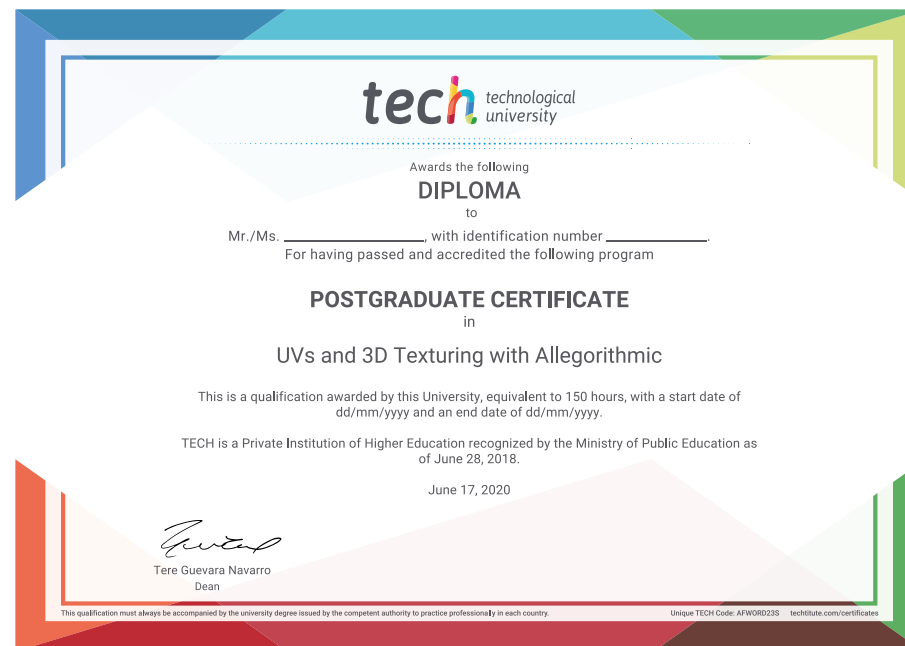 tech technological
university
Awards the following
DIPLOMA
to
Mr./Ms. ____________________, with identification number ______________.
For having passed and accredited the following program
POSTGRADUATE CERTIFICATE
in
UVs and 3D Texturing with Allegorithmic
This is a qualification awarded by this University, equivalent to 150 hours, with a start date of
dd/mm/yyyy and an end date of dd/mm/yyyy.
TECH is a Private Institution of Higher Education recognized by the Ministry of Public Education as
of June 28, 2018.
June 17, 2020
Tere Guevara Navarro
Dean
This qualification must always be accompanied by the university degree issued by the competent authority to practice professionally in each country.
Unique TECH Code: AFWORD23S techtitute.com/certificates